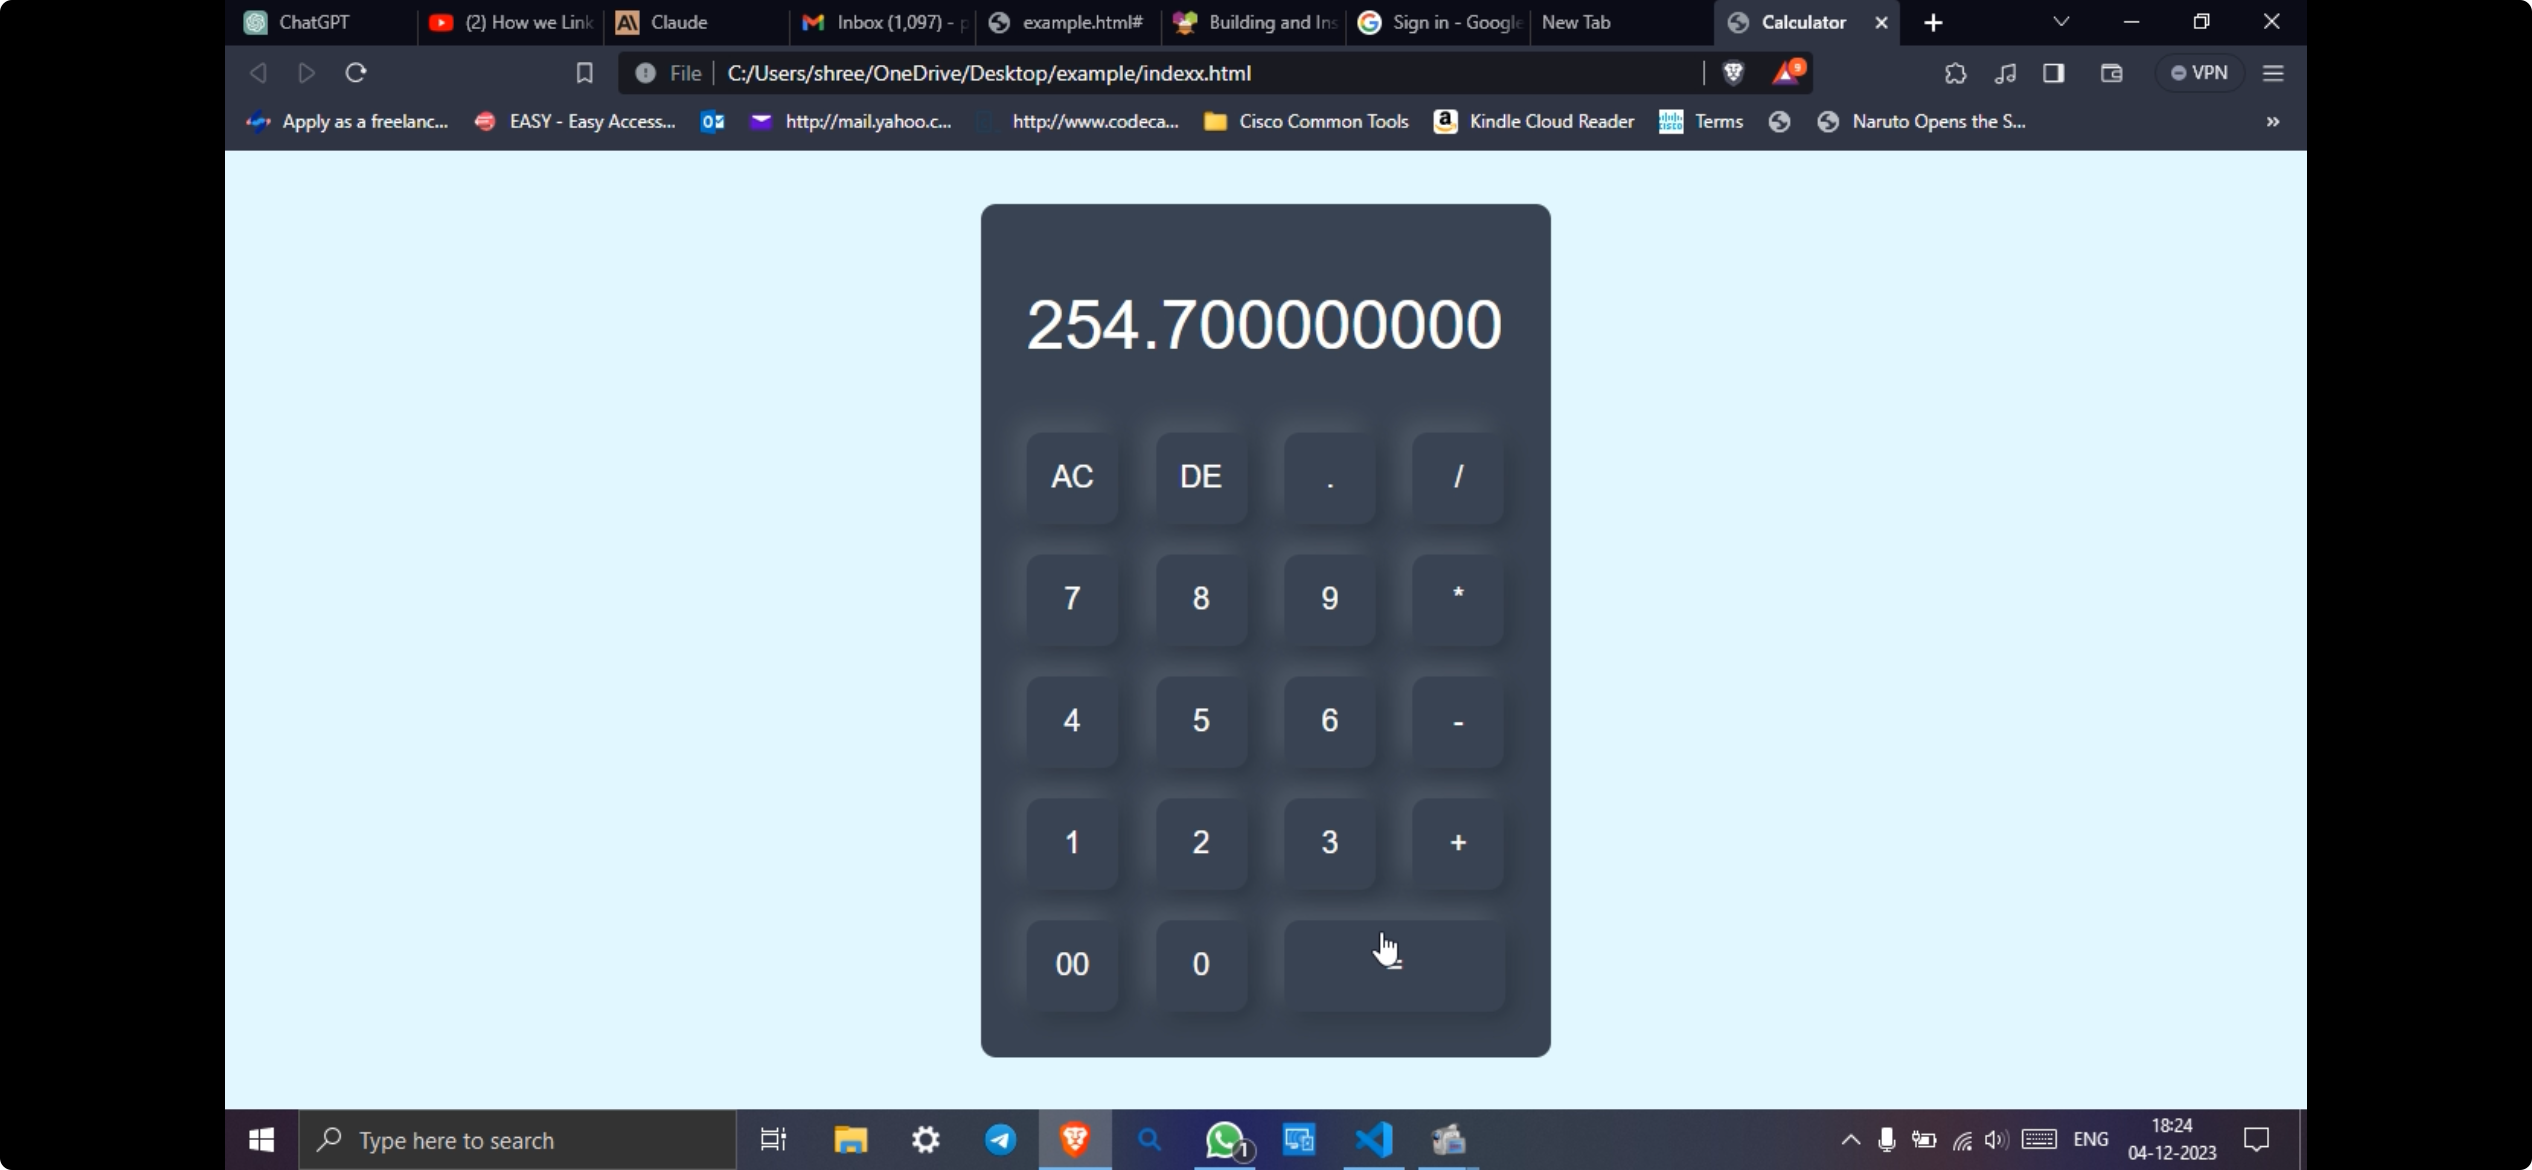 ChatGPT (2) How we Link Claude Inbox (1,097) - p example.html# Building and Ins Sign in - Google New Tab Calculator
File C:/Users/shree/OneDrive/Desktop/example/indexx.html 9 VPN
Apply as a freelanc... EASY - Easy Access... http://mail.yahoo.c... http://www.codeca... Cisco Common Tools Kindle Cloud Reader Terms Naruto Opens the S... »
254.700000000
AC DE . /
7 8 9 *
4 5 6 -
1 2 3 +
00 0 =
Type here to search 1 ENG 18:24
04-12-2023